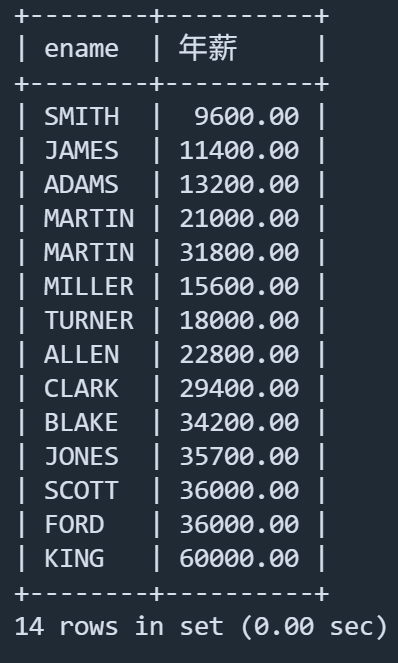 +--------+----------+
| ename  | 年薪     |
+--------+----------+
| SMITH  |  9600.00 |
| JAMES  | 11400.00 |
| ADAMS  | 13200.00 |
| MARTIN | 21000.00 |
| MARTIN | 31800.00 |
| MILLER | 15600.00 |
| TURNER | 18000.00 |
| ALLEN  | 22800.00 |
| CLARK  | 29400.00 |
| BLAKE  | 34200.00 |
| JONES  | 35700.00 |
| SCOTT  | 36000.00 |
| FORD   | 36000.00 |
| KING   | 60000.00 |
+--------+----------+
14 rows in set (0.00 sec)